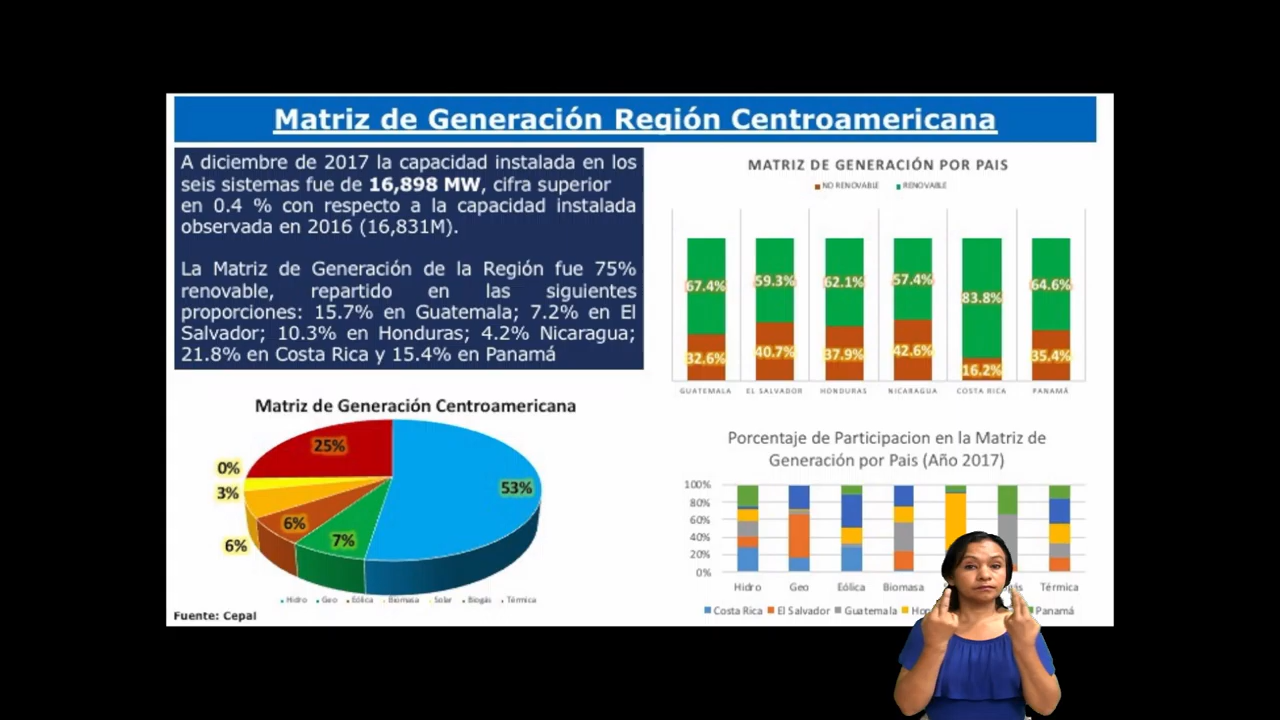 Matriz de Generación Región Centroamericana
A diciembre de 2017 la capacidad instalada en los
seis sistemas fue de 16,898 MW, cifra superior
en 0.4 % con respecto a la capacidad instalada
observada en 2016 (16,831M).
La Matriz de Generación de la Región fue 75%
renovable, repartido en las siguientes
proporciones: 15.7% en Guatemala; 7.2% en El
Salvador; 10.3% en Honduras; 4.2% Nicaragua;
21.8% en Costa Rica y 15.4% en Panamá
MATRIZ DE GENERACIÓN POR PAIS
NO RENOVABLE RENOVABLE
67.4% 59.3% 62.1% 57.4% 83.8% 64.6%
32.6% 40.7% 37.9% 42.6% 16.2% 35.4%
GUATEMALA EL SALVADOR HONDURAS NICARAGUA COSTA RICA PANAMÁ
Matriz de Generación Centroamericana
25%
0%
3%
53%
6%
7%
6%
Hidro Geo Eólica Biomasa Solar Biogás Térmica
Fuente: Cepal
Porcentaje de Participacion en la Matriz de
Generación por Pais (Año 2017)
100%
80%
60%
40%
20%
0%
Hidro Geo Eólica Biomasa Térmica
Costa Rica El Salvador Guatemala Panamá